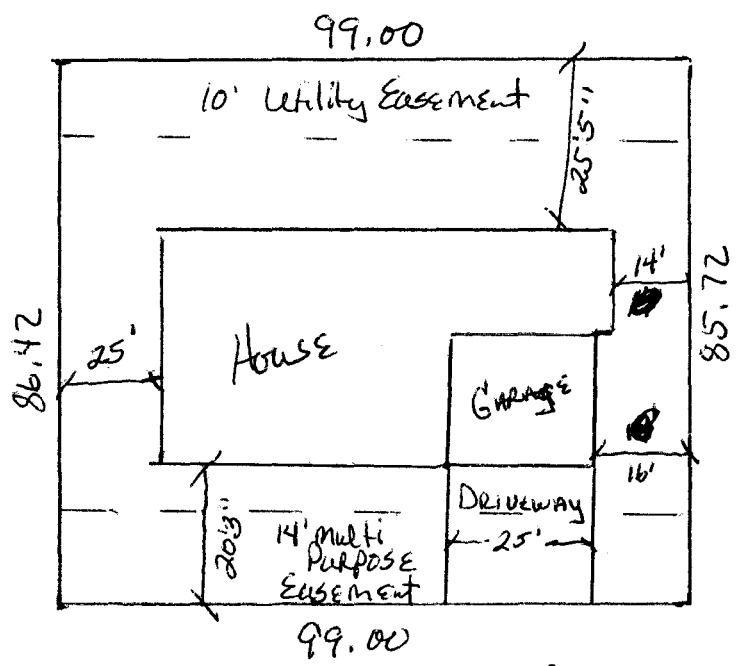 99.00
10' Utility Easement
25'5"
14'
86.42
85.72
25'
House
Garage
16'
Driveway
20'3"
14' Multi
Purpose
Easement
25'
99.00